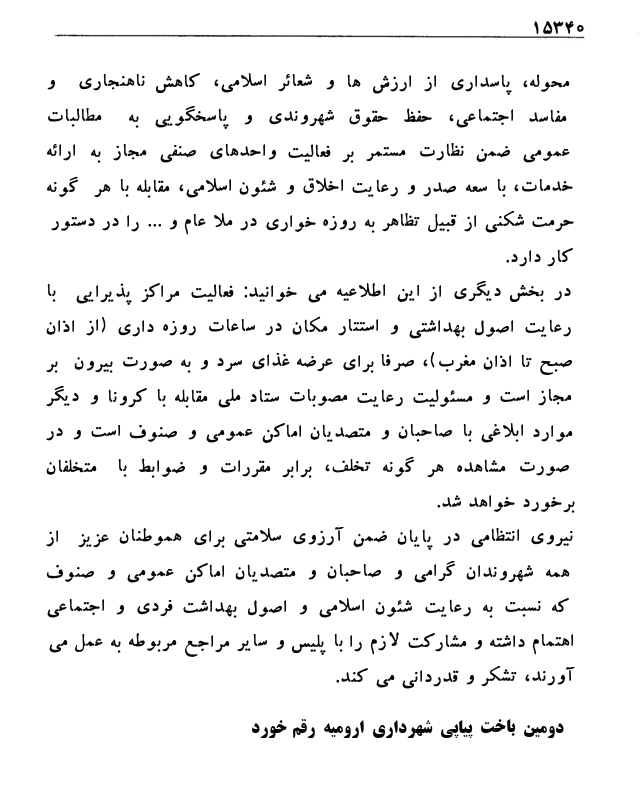 ۱۵۳۴۰
محوله، پاسداری از ارزش ها و شعائر اسلامی، کاهش ناهنجاری و
مفاسد اجتماعی، حفظ حقوق شهروندی و پاسخگویی به مطالبات
عمومی ضمن نظارت مستمر بر فعالیت واحدهای صنفی مجاز به ارائه
خدمات، با سعه صدر و رعایت اخلاق و شئون اسلامی، مقابله با هر گونه
حرمت شکنی از قبیل تظاهر به روزه خواری در ملا عام و ... را در دستور
کار دارد.
در بخش دیگری از این اطلاعیه می خوانید: فعالیت مراکز پذیرایی با
رعایت اصول بهداشتی و استتار مکان در ساعات روزه داری (از اذان
صبح تا اذان مغرب)، صرفا برای عرضه غذای سرد و به صورت بیرون بر
مجاز است و مسئولیت رعایت مصوبات ستاد ملی مقابله با کرونا و دیگر
موارد ابلاغی با صاحبان و متصدیان اماکن عمومی و صنوف است و در
صورت مشاهده هر گونه تخلف، برابر مقررات و ضوابط با متخلفان
برخورد خواهد شد.
نیروی انتظامی در پایان ضمن آرزوی سلامتی برای هموطنان عزیز از
همه شهروندان گرامی و صاحبان و متصدیان اماکن عمومی و صنوف
که نسبت به رعایت شئون اسلامی و اصول بهداشت فردی و اجتماعی
اهتمام داشته و مشارکت لازم را با پلیس و سایر مراجع مربوطه به عمل می
آورند، تشکر و قدردانی می کند.
دومین باخت پیاپی شهرداری ارومیه رقم خورد